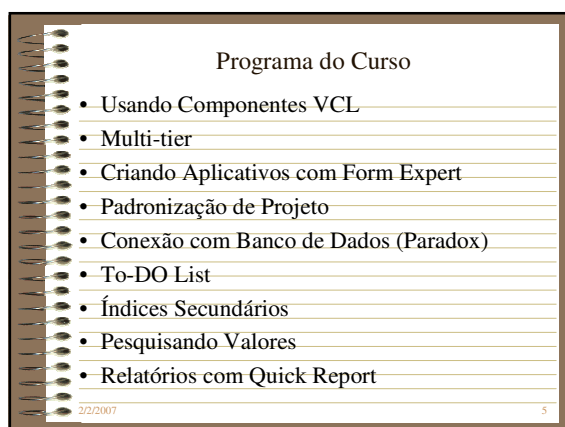 Programa do Curso
• Usando Componentes VCL
• Multi-tier
• Criando Aplicativos com Form Expert
• Padronização de Projeto
• Conexão com Banco de Dados (Paradox)
• To-DO List
• Índices Secundários
• Pesquisando Valores
• Relatórios com Quick Report
2/2/2007
5